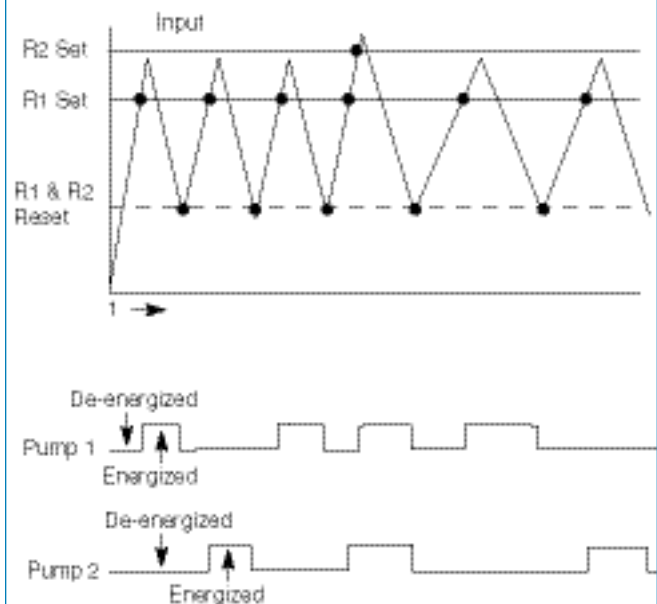 Input
R2 Set
R1 Set
R1 & R2
Reset
1
De-energized
Pump 1
Energized
De-energized
Pump 2
Energized